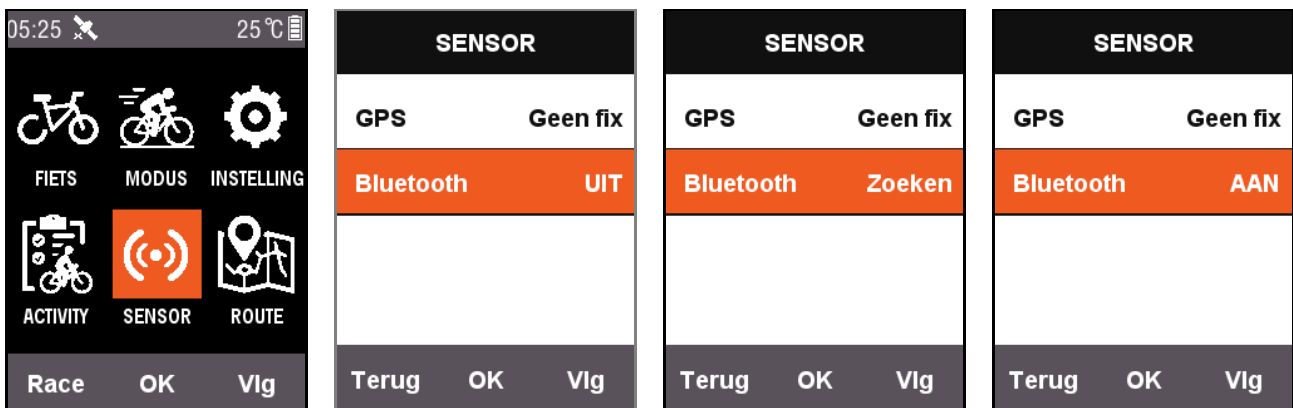 05:25 25℃
FIETS MODUS INSTELLING
ACTIVITY SENSOR ROUTE
Race OK Vlg
SENSOR
GPS Geen fix
Bluetooth UIT
Terug OK Vlg
SENSOR
GPS Geen fix
Bluetooth Zoeken
Terug OK Vlg
SENSOR
GPS Geen fix
Bluetooth AAN
Terug OK Vlg